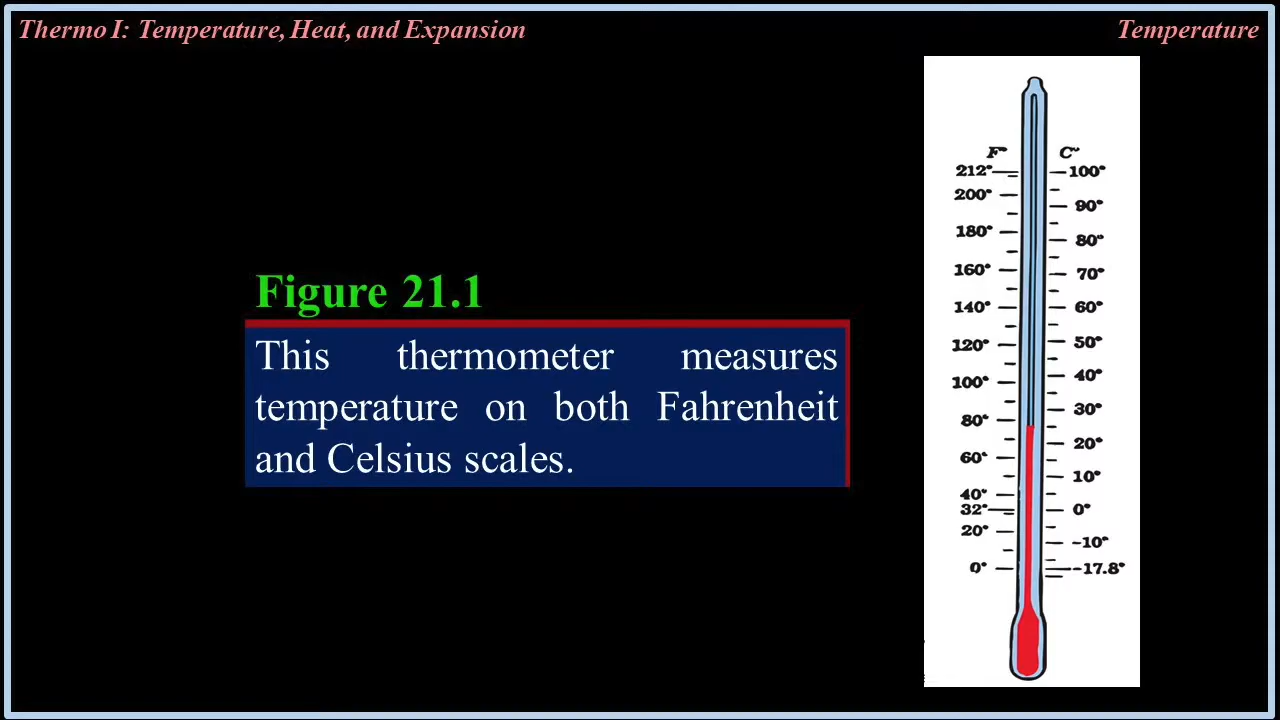 Thermo I: Temperature, Heat, and Expansion
Temperature
Figure 21.1
This thermometer measures
temperature on both Fahrenheit
and Celsius scales.
F° C°
212° 100°
200°
90°
180° 80°
160° 70°
140° 60°
120° 50°
100° 40°
30°
80°
20°
60°
10°
40°
32° 0°
20°
-10°
0° -17.8°